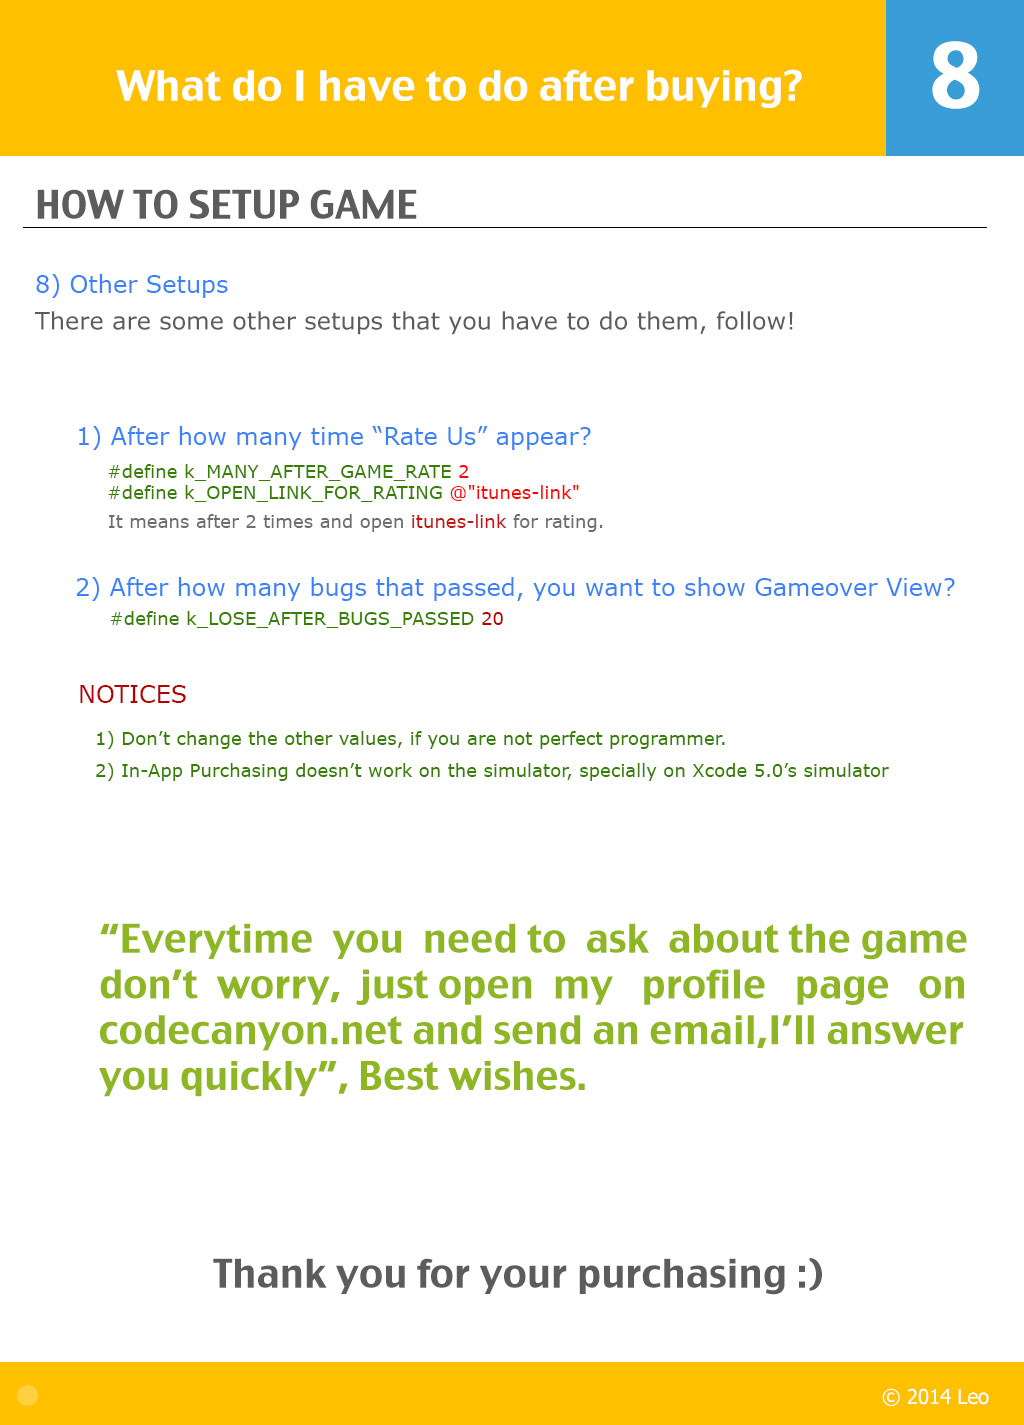 What do I have to do after buying?
8
HOW TO SETUP GAME
8) Other Setups
There are some other setups that you have to do them, follow!
1) After how many time “Rate Us” appear?
#define k_MANY_AFTER_GAME_RATE 2
#define k_OPEN_LINK_FOR_RATING @"itunes-link"
It means after 2 times and open itunes-link for rating.
2) After how many bugs that passed, you want to show Gameover View?
#define k_LOSE_AFTER_BUGS_PASSED 20
NOTICES
1) Don’t change the other values, if you are not perfect programmer.
2) In-App Purchasing doesn’t work on the simulator, specially on Xcode 5.0’s simulator
“Everytime you need to ask about the game
don’t worry, just open my profile page on
codecanyon.net and send an email,I’ll answer
you quickly”, Best wishes.
Thank you for your purchasing :)
© 2014 Leo